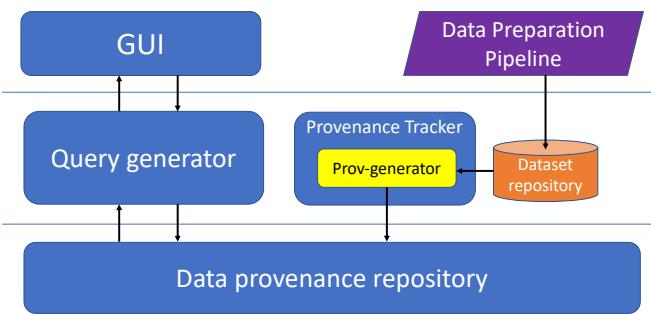 GUI
Data Preparation
Pipeline
Query generator
Provenance Tracker
Prov-generator
Dataset
repository
Data provenance repository